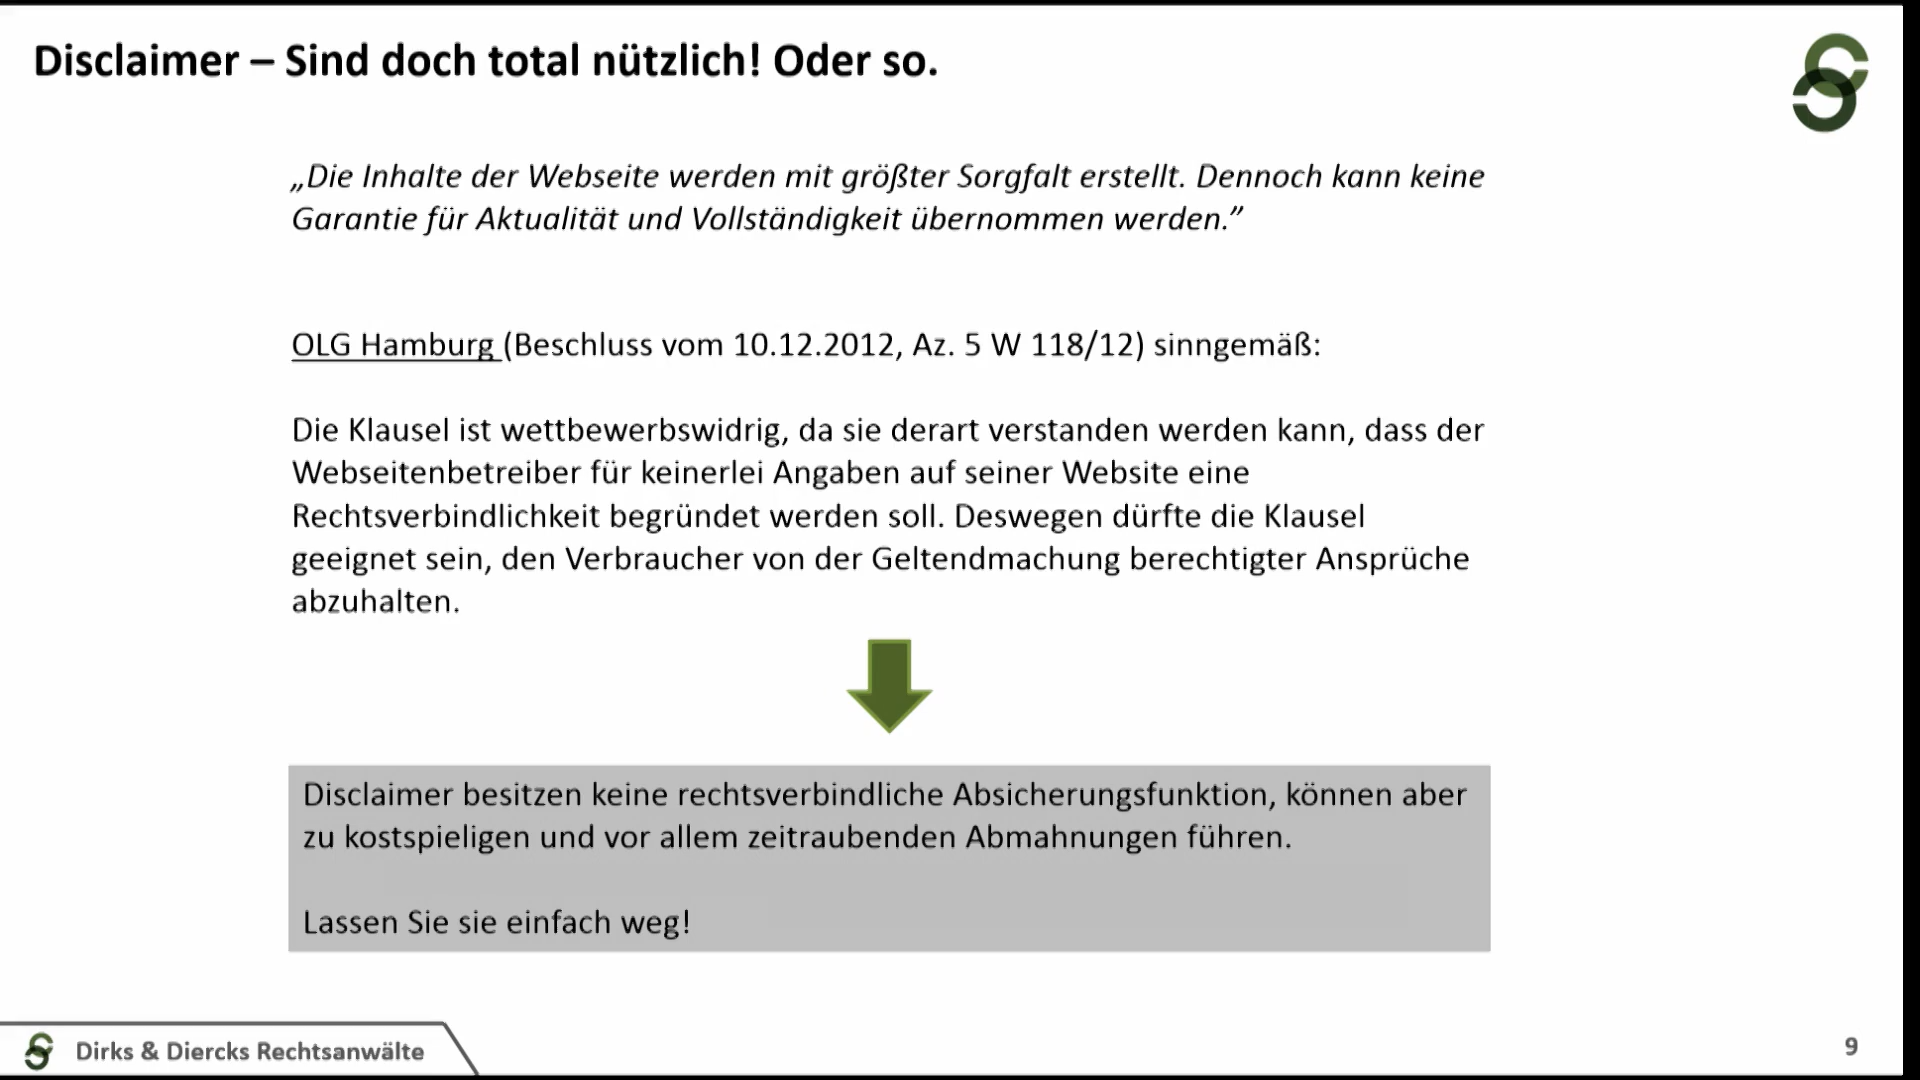 Disclaimer – Sind doch total nützlich! Oder so.
„Die Inhalte der Webseite werden mit größter Sorgfalt erstellt. Dennoch kann keine
Garantie für Aktualität und Vollständigkeit übernommen werden.”
OLG Hamburg (Beschluss vom 10.12.2012, Az. 5 W 118/12) sinngemäß:
Die Klausel ist wettbewerbswidrig, da sie derart verstanden werden kann, dass der
Webseitenbetreiber für keinerlei Angaben auf seiner Website eine
Rechtsverbindlichkeit begründet werden soll. Deswegen dürfte die Klausel
geeignet sein, den Verbraucher von der Geltendmachung berechtigter Ansprüche
abzuhalten.
Disclaimer besitzen keine rechtsverbindliche Absicherungsfunktion, können aber
zu kostspieligen und vor allem zeitraubenden Abmahnungen führen.
Lassen Sie sie einfach weg!
Dirks & Diercks Rechtsanwälte
9